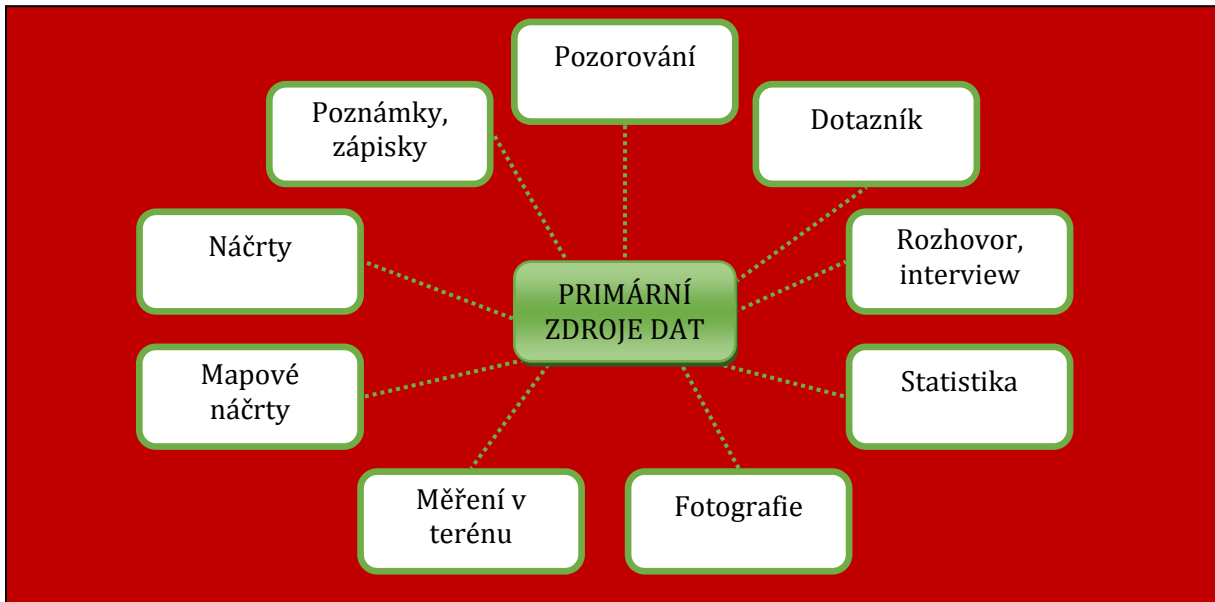 Pozorování
Poznámky,
zápisky
Dotazník
Náčrty
Rozhovor,
interview
PRIMÁRNÍ
ZDROJE DAT
Mapové
náčrty
Statistika
Měření v
terénu
Fotografie